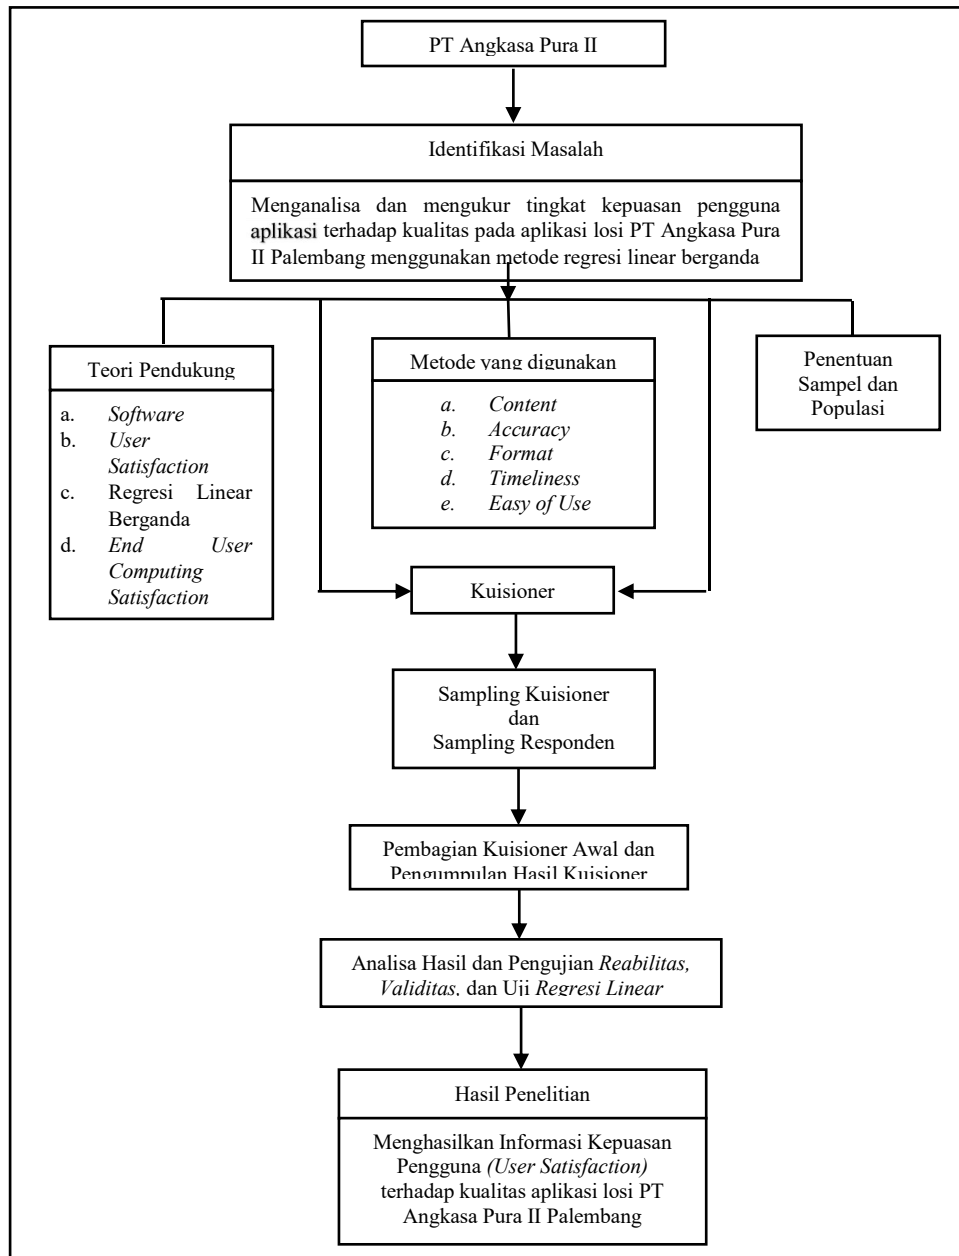 PT Angkasa Pura II
Identifikasi Masalah
Menganalisa dan mengukur tingkat kepuasan pengguna
aplikasi terhadap kualitas pada aplikasi losi PT Angkasa Pura
II Palembang menggunakan metode regresi linear berganda
Teori Pendukung
a. Software
b. User
Satisfaction
c. Regresi Linear
Berganda
d. End User
Computing
Satisfaction
Metode yang digunakan
a. Content
b. Accuracy
c. Format
d. Timeliness
e. Easy of Use
Penentuan
Sampel dan
Populasi
Kuisioner
Sampling Kuisioner
dan
Sampling Responden
Pembagian Kuisioner Awal dan
Pengumpulan Hasil Kuisioner
Analisa Hasil dan Pengujian Reabilitas,
Validitas, dan Uji Regresi Linear
Hasil Penelitian
Menghasilkan Informasi Kepuasan
Pengguna (User Satisfaction)
terhadap kualitas aplikasi losi PT
Angkasa Pura II Palembang